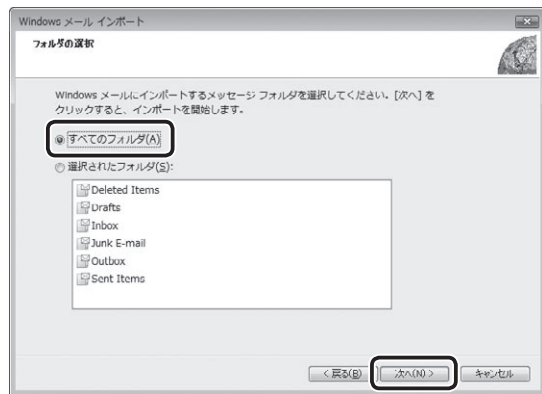 Windows メール インポート
フォルダの選択
Windows メールにインポートするメッセージ フォルダを選択してください。[次へ] を
クリックすると、インポートを開始します。
すべてのフォルダ(A)
選択されたフォルダ(S):
Deleted Items
Drafts
Inbox
Junk E-mail
Outbox
Sent Items
< 戻る(B) 次へ(N) > キャンセル